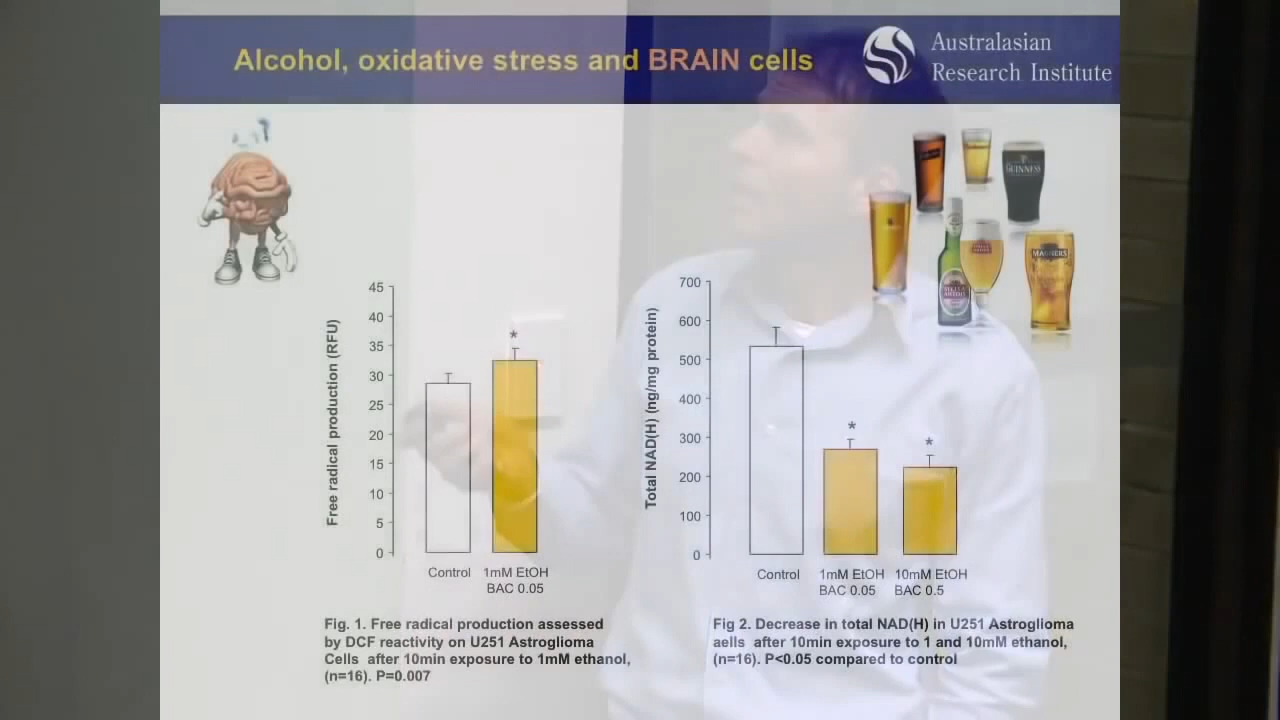 Alcohol, oxidative stress and BRAIN cells
Australasian
Research Institute
GUINNESS
MAGNERS
Free radical production (RFU)
45
40
35
30
25
20
15
10
5
0
*
Control
1mM EtOH
BAC 0.05
Total NAD(H) (ng/mg protein)
700
600
500
400
300
200
100
0
*
*
Control
1mM EtOH
BAC 0.05
10mM EtOH
BAC 0.5
Fig. 1. Free radical production assessed
by DCF reactivity on U251 Astroglioma
Cells after 10min exposure to 1mM ethanol,
(n=16). P=0.007
Fig 2. Decrease in total NAD(H) in U251 Astroglioma
aells after 10min exposure to 1 and 10mM ethanol,
(n=16). P<0.05 compared to control